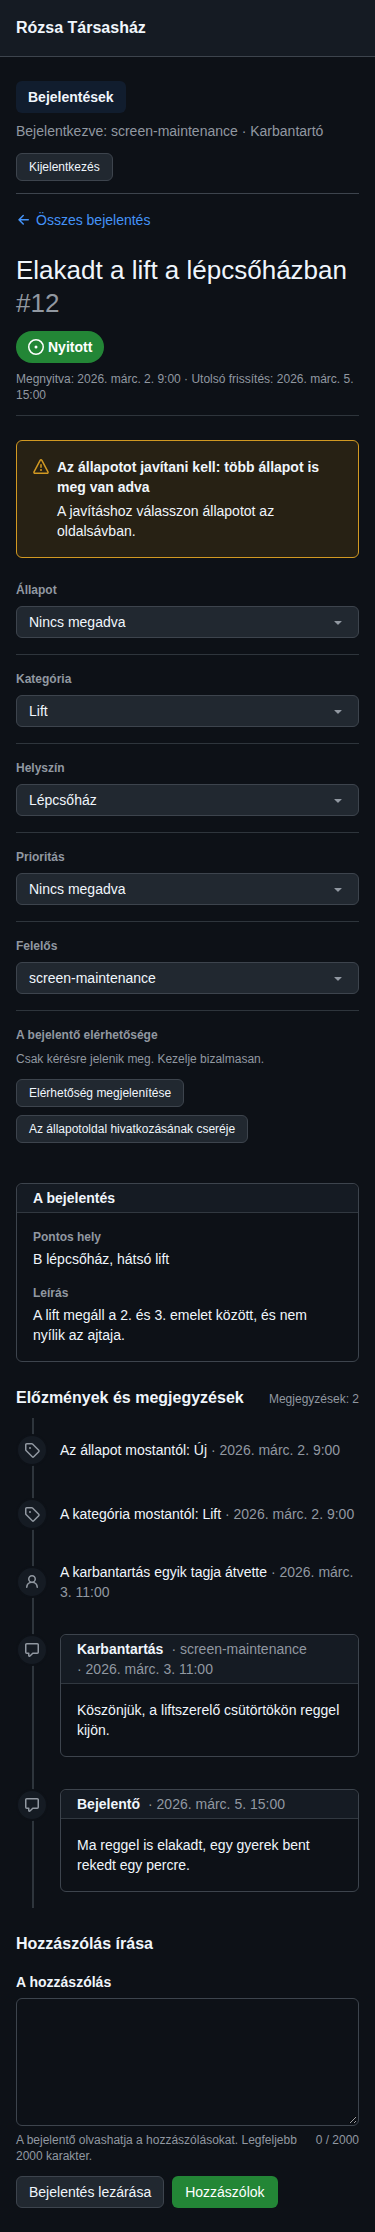 Rózsa Társasház
Bejelentések
Bejelentkezve: screen-maintenance · Karbantartó
Kijelentkezés
Összes bejelentés
Elakadt a lift a lépcsőházban
#12
Nyitott
Megnyitva: 2026. márc. 2. 9:00 · Utolsó frissítés: 2026. márc. 5.
15:00
Az állapotot javítani kell: több állapot is
meg van adva
A javításhoz válasszon állapotot az
oldalsávban.
Állapot
Nincs megadva
Kategória
Lift
Helyszín
Lépcsőház
Prioritás
Nincs megadva
Felelős
screen-maintenance
A bejelentő elérhetősége
Csak kérésre jelenik meg. Kezelje bizalmasan.
Elérhetőség megjelenítése
Az állapotoldal hivatkozásának cseréje
A bejelentés
Pontos hely
B lépcsőház, hátsó lift
Leírás
A lift megáll a 2. és 3. emelet között, és nem
nyílik az ajtaja.
Előzmények és megjegyzések
Megjegyzések: 2
Az állapot mostantól: Új · 2026. márc. 2. 9:00
A kategória mostantól: Lift · 2026. márc. 2. 9:00
A karbantartás egyik tagja átvette · 2026. márc.
3. 11:00
Karbantartás · screen-maintenance
· 2026. márc. 3. 11:00
Köszönjük, a liftszerelő csütörtökön reggel
kijön.
Bejelentő · 2026. márc. 5. 15:00
Ma reggel is elakadt, egy gyerek bent
rekedt egy percre.
Hozzászólás írása
A hozzászólás
A bejelentő olvashatja a hozzászólásokat. Legfeljebb
2000 karakter.
0 / 2000
Bejelentés lezárása
Hozzászólok